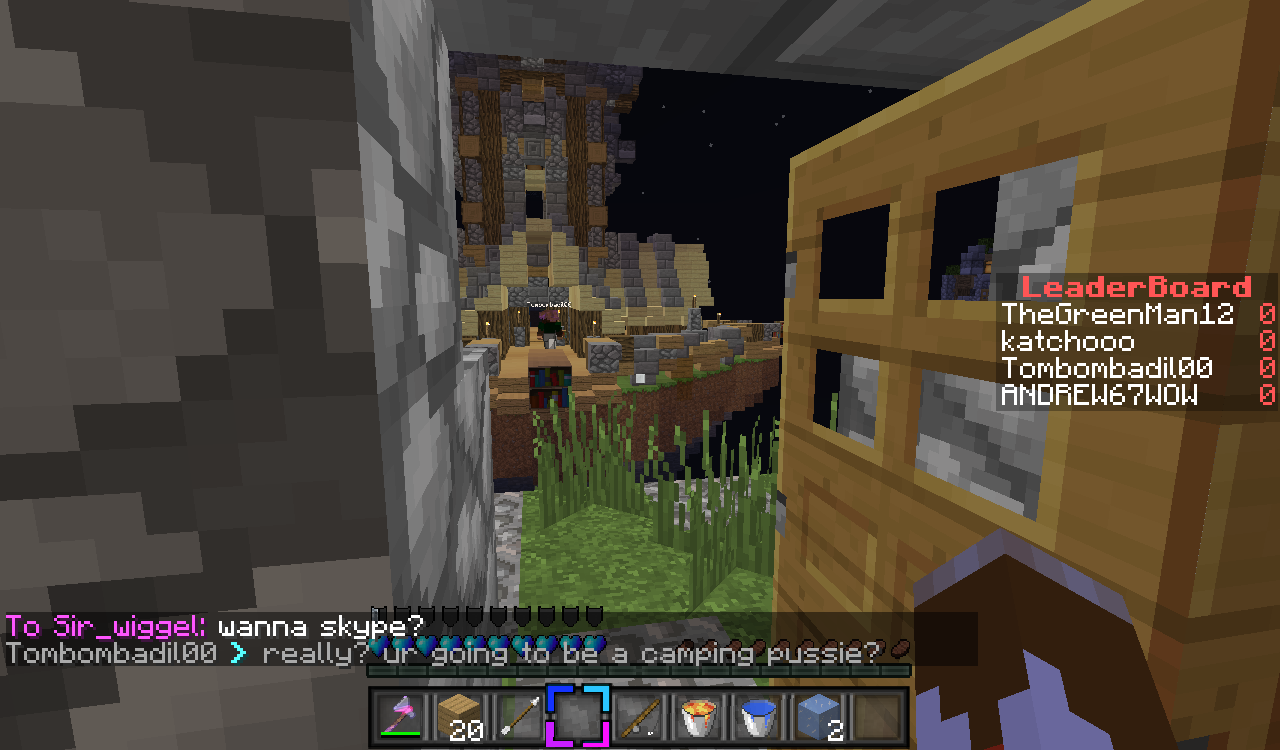 Tombombadil00
LeaderBoard
TheGreenMan12 0
katchooo 0
Tombombadil00 0
ANDREW67WOW 0
To Sir_wiggel: wanna skype?
Tombombadil00 > really? ur going to be a camping pussie?
20
2